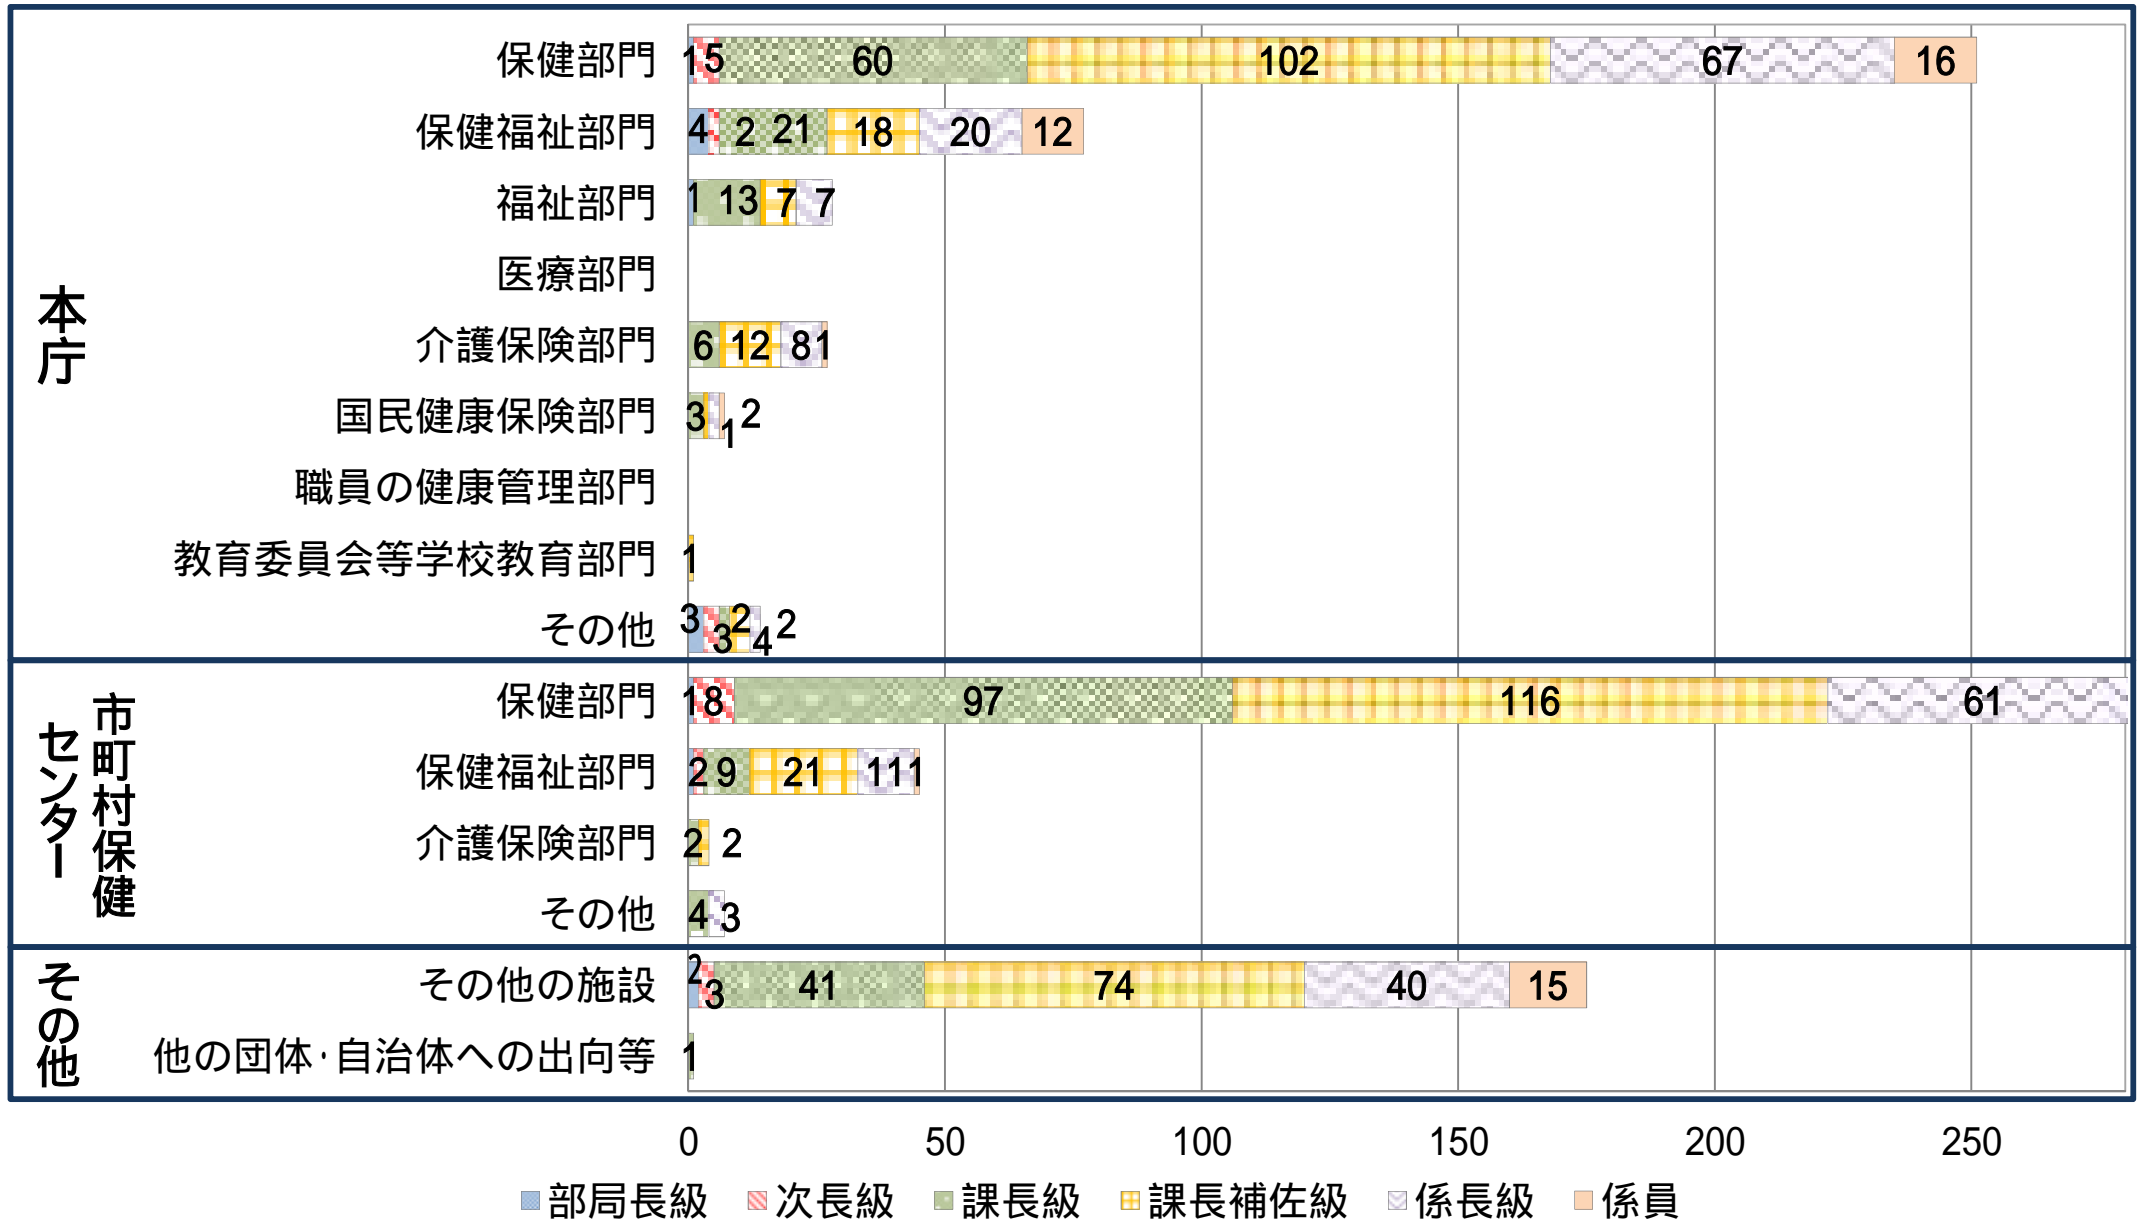 本庁
保健部門 1 5 60 102 67 16
保健福祉部門 4 2 21 18 20 12
福祉部門 1 13 7 7
医療部門
介護保険部門 6 12 8 1
国民健康保険部門 3 1 2
職員の健康管理部門
教育委員会等学校教育部門 1
その他 3 3 2 4 2
市町村保健
センター
保健部門 1 8 97 116 61
保健福祉部門 2 9 21 11 1
介護保険部門 2 2
その他 4 3
その他
その他の施設 2 3 41 74 40 15
他の団体・自治体への出向等 1
0 50 100 150 200 250
部局長級 次長級 課長級 課長補佐級 係長級 係員